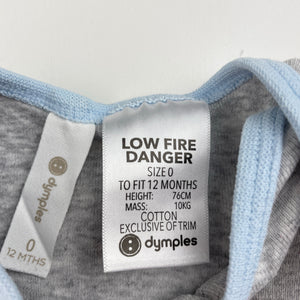 LOW FIRE
DANGER
SIZE 0
TO FIT 12 MONTHS
HEIGHT: 76CM
MASS: 10KG
COTTON
EXCLUSIVE OF TRIM
dymples
dymples
0
12 MTHS